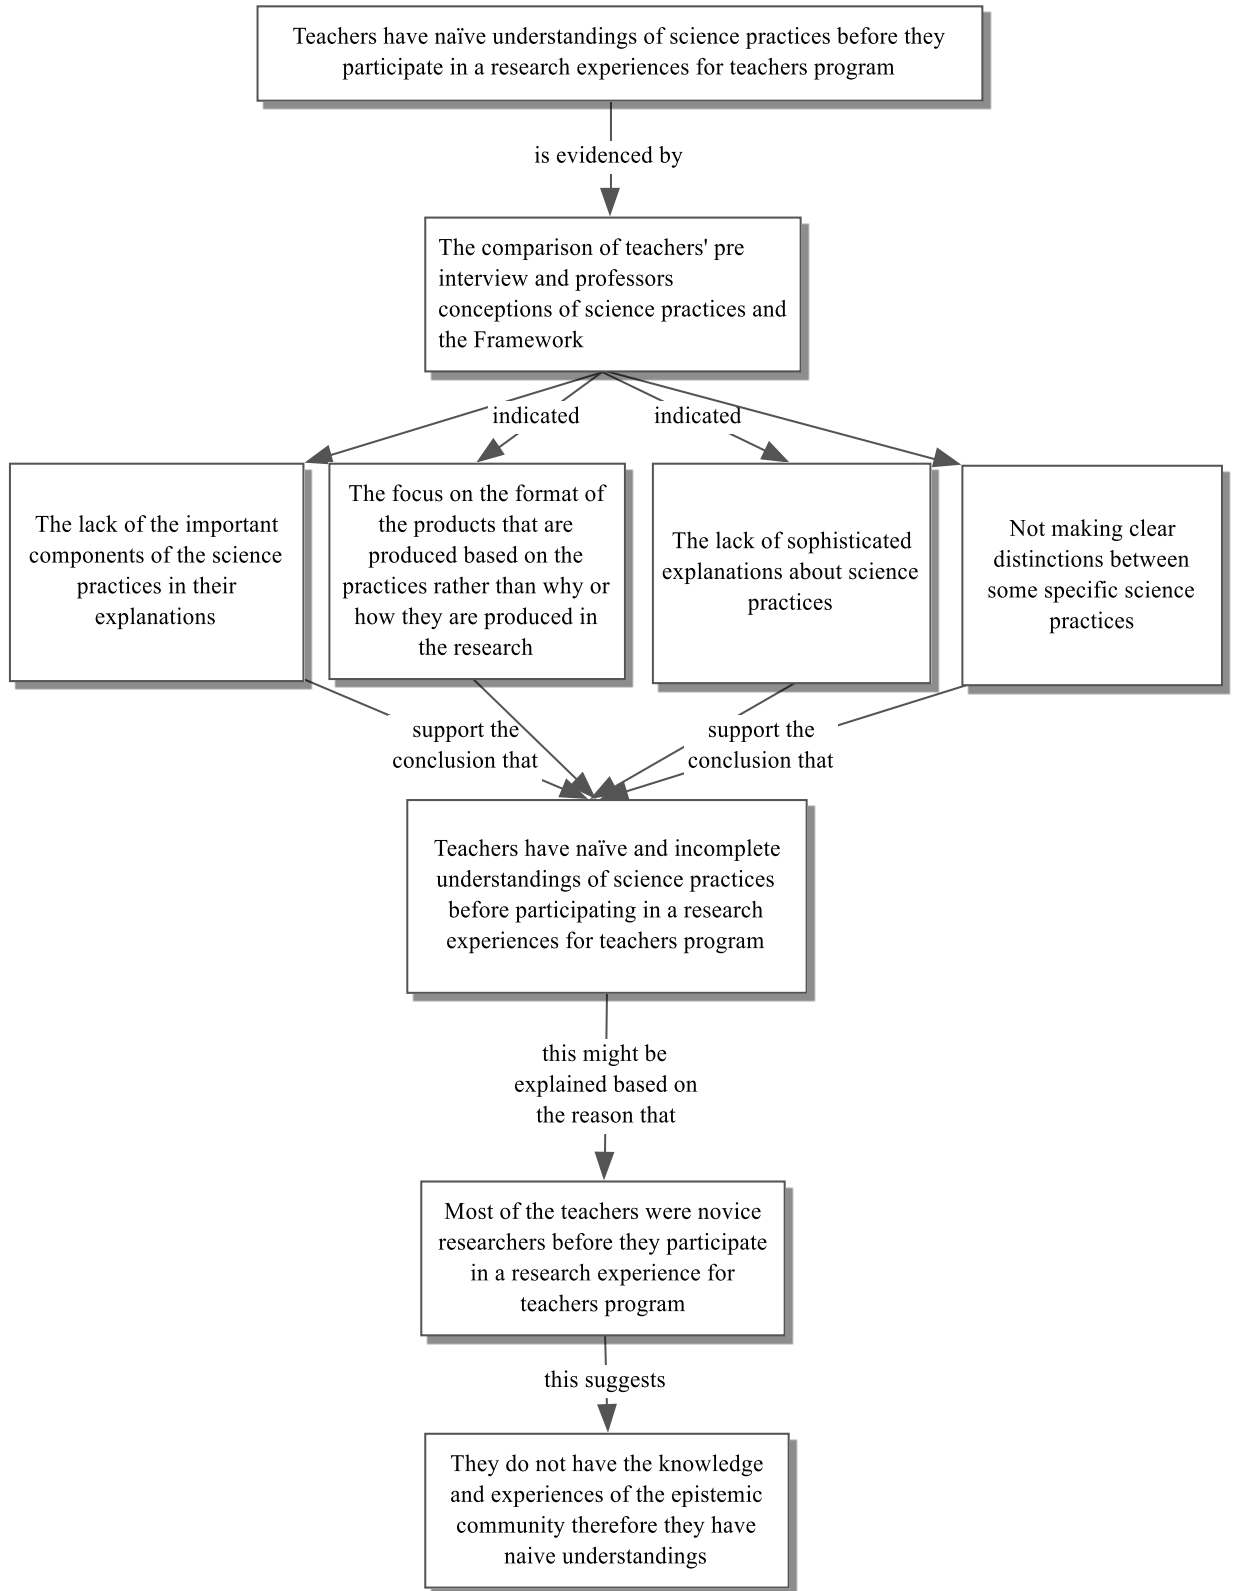 Teachers have naïve understandings of science practices before they
participate in a research experiences for teachers program
is evidenced by
The comparison of teachers' pre
interview and professors
conceptions of science practices and
the Framework
indicated
indicated
The lack of the important
components of the science
practices in their
explanations
The focus on the format of
the products that are
produced based on the
practices rather than why or
how they are produced in
the research
The lack of sophisticated
explanations about science
practices
Not making clear
distinctions between
some specific science
practices
support the
conclusion that
support the
conclusion that
Teachers have naïve and incomplete
understandings of science practices
before participating in a research
experiences for teachers program
this might be
explained based on
the reason that
Most of the teachers were novice
researchers before they participate
in a research experience for
teachers program
this suggests
They do not have the knowledge
and experiences of the epistemic
community therefore they have
naive understandings